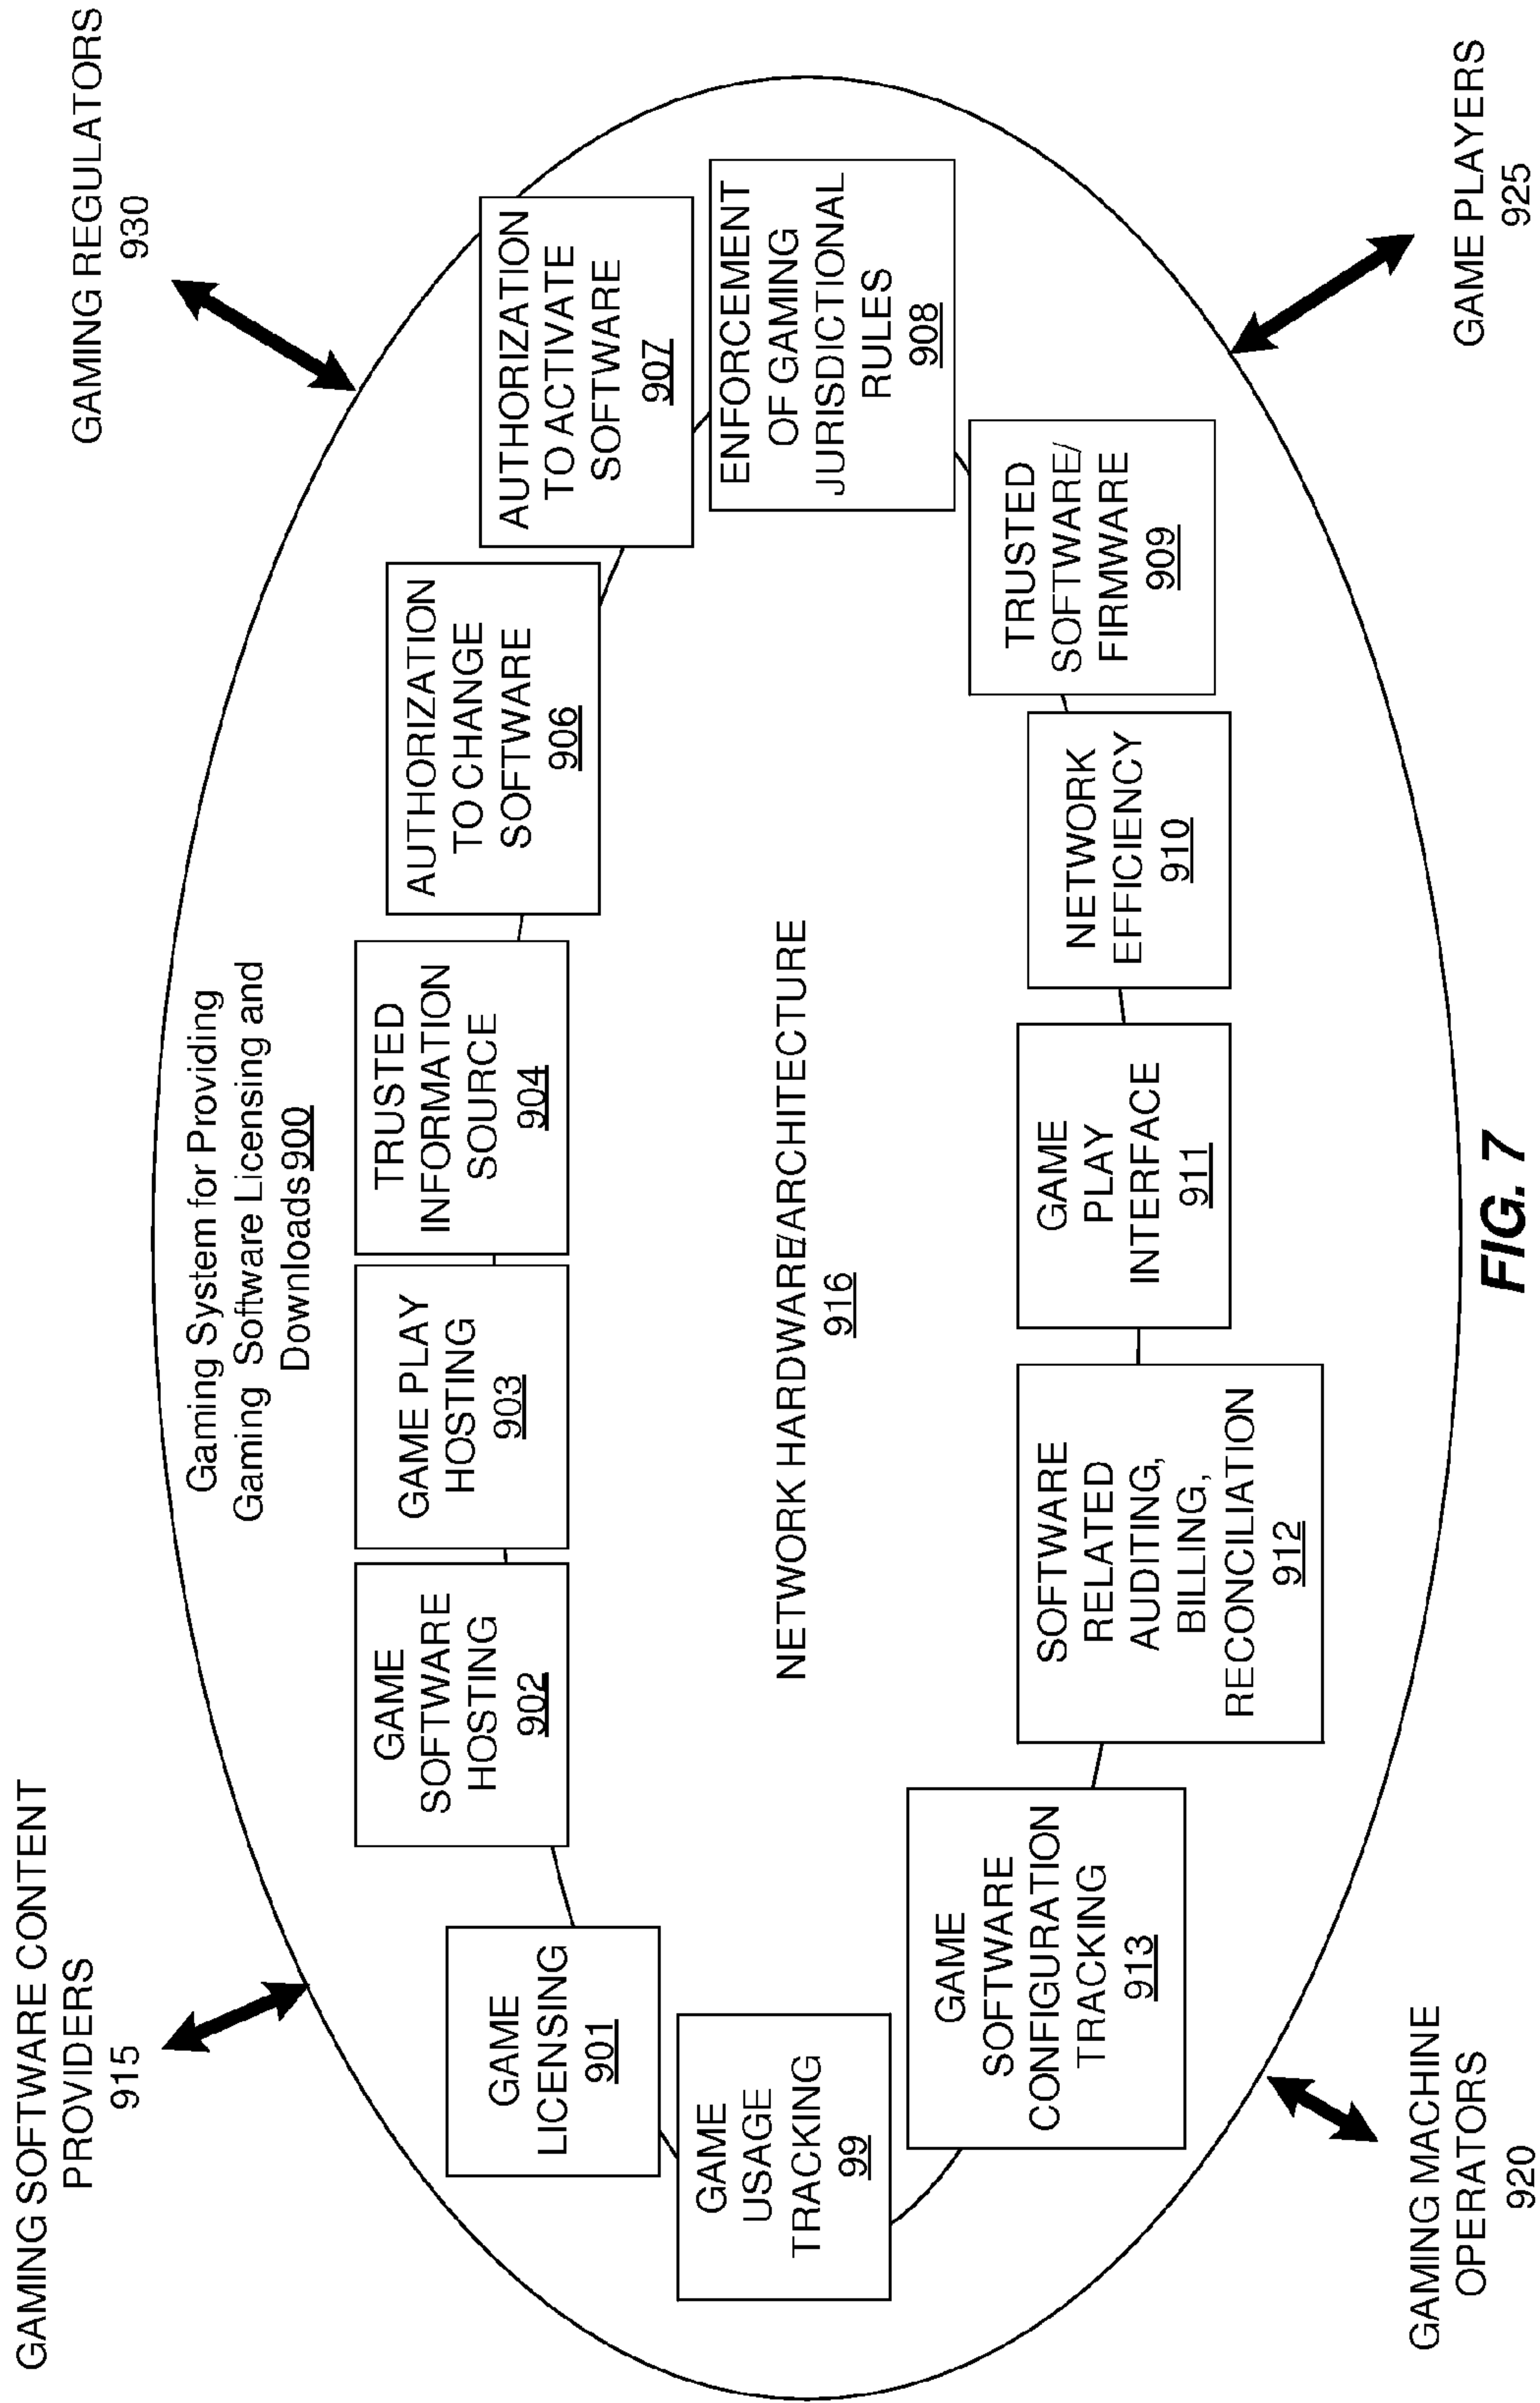 GAMING SOFTWARE CONTENT
PROVIDERS
915
GAMING REGULATORS
930
Gaming System for Providing
Gaming Software Licensing and
Downloads 900
GAME
LICENSING
901
GAME
SOFTWARE
HOSTING
902
GAME PLAY
HOSTING
903
TRUSTED
INFORMATION
SOURCE
904
AUTHORIZATION
TO CHANGE
SOFTWARE
906
AUTHORIZATION
TO ACTIVATE
SOFTWARE
907
ENFORCEMENT
OF GAMING
JURISDICTIONAL
RULES
908
TRUSTED
SOFTWARE/
FIRMWARE
909
NETWORK
EFFICIENCY
910
GAME
PLAY
INTERFACE
911
SOFTWARE
RELATED
AUDITING,
BILLING,
RECONCILIATION
912
GAME
SOFTWARE
CONFIGURATION
TRACKING
913
GAME
USAGE
TRACKING
99
NETWORK HARDWARE/ARCHITECTURE
916
GAMING MACHINE
OPERATORS
920
GAME PLAYERS
925
FIG. 7